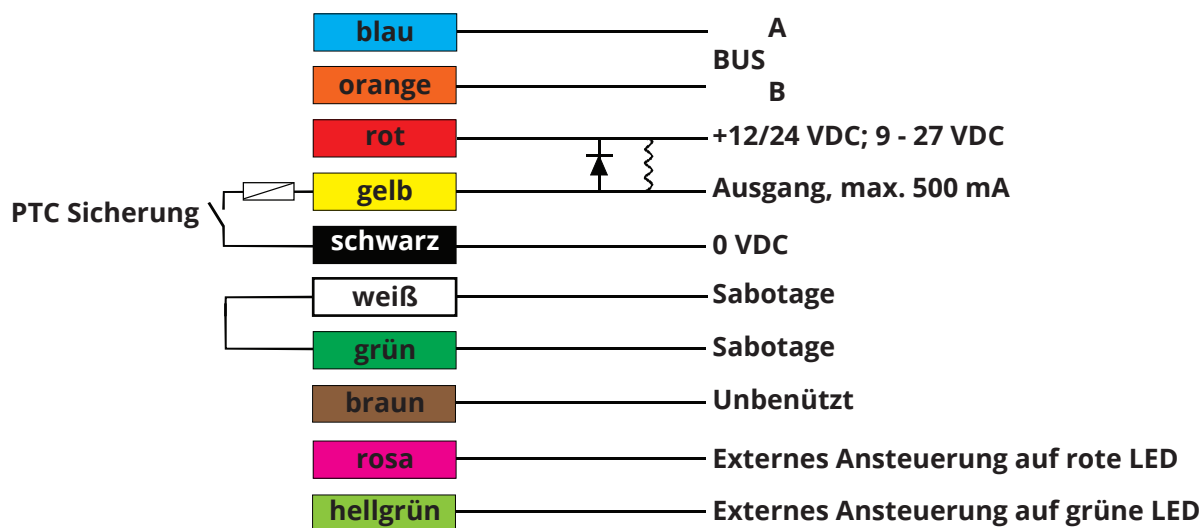 blau A
BUS
orange B
rot +12/24 VDC; 9 - 27 VDC
gelb Ausgang, max. 500 mA
PTC Sicherung
schwarz 0 VDC
weiß Sabotage
grün Sabotage
braun Unbenützt
rosa Externes Ansteuerung auf rote LED
hellgrün Externes Ansteuerung auf grüne LED